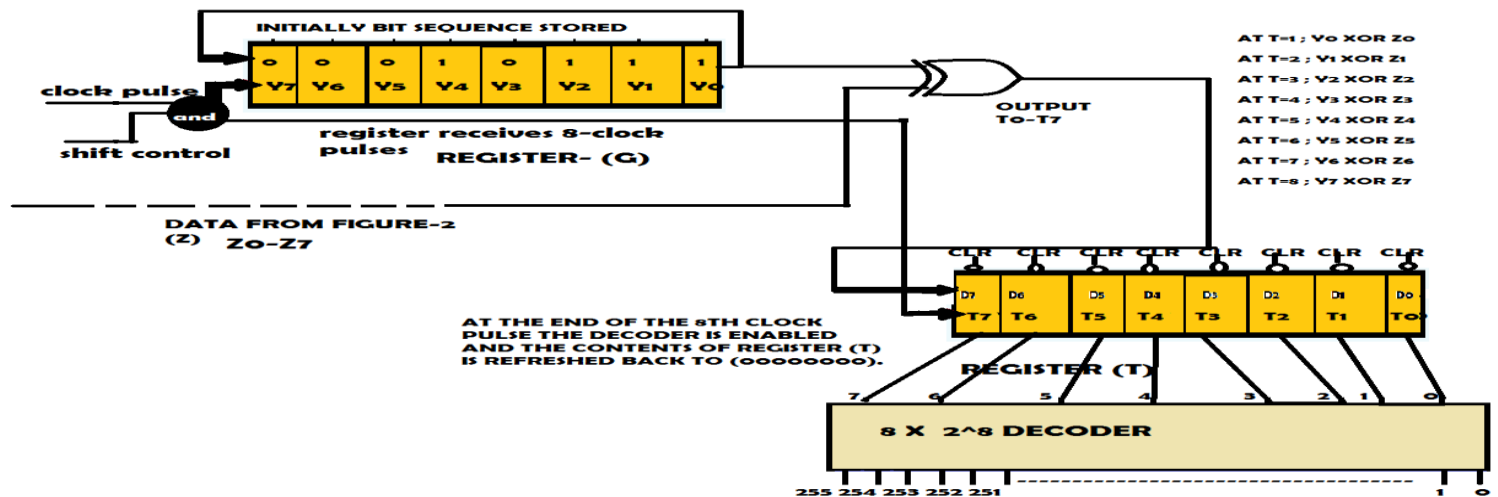 INITIALLY BIT SEQUENCE STORED
0 0 0 1 0 1 1 1
Y7 Y6 Y5 Y4 Y3 Y2 Y1 Y0
clock pulse
and
shift control
register receives 8-clock
pulses
REGISTER- (G)
OUTPUT
T0-T7
AT T=1 ; Y0 XOR Z0
AT T=2 ; Y1 XOR Z1
AT T=3 ; Y2 XOR Z2
AT T=4 ; Y3 XOR Z3
AT T=5 ; Y4 XOR Z4
AT T=6 ; Y5 XOR Z5
AT T=7 ; Y6 XOR Z6
AT T=8 ; Y7 XOR Z7
DATA FROM FIGURE-2
(Z) Z0-Z7
CLR CLR CLR CLR CLR CLR CLR CLR
D7 D6 D5 D4 D3 D2 D1 D0
T7 T6 T5 T4 T3 T2 T1 T0
AT THE END OF THE 8TH CLOCK
PULSE THE DECODER IS ENABLED
AND THE CONTENTS OF REGISTER (T)
IS REFRESHED BACK TO (00000000).
REGISTER (T)
7 6 5 4 3 2 1 0
8 X 2^8 DECODER
255 254 253 252 251 1 0